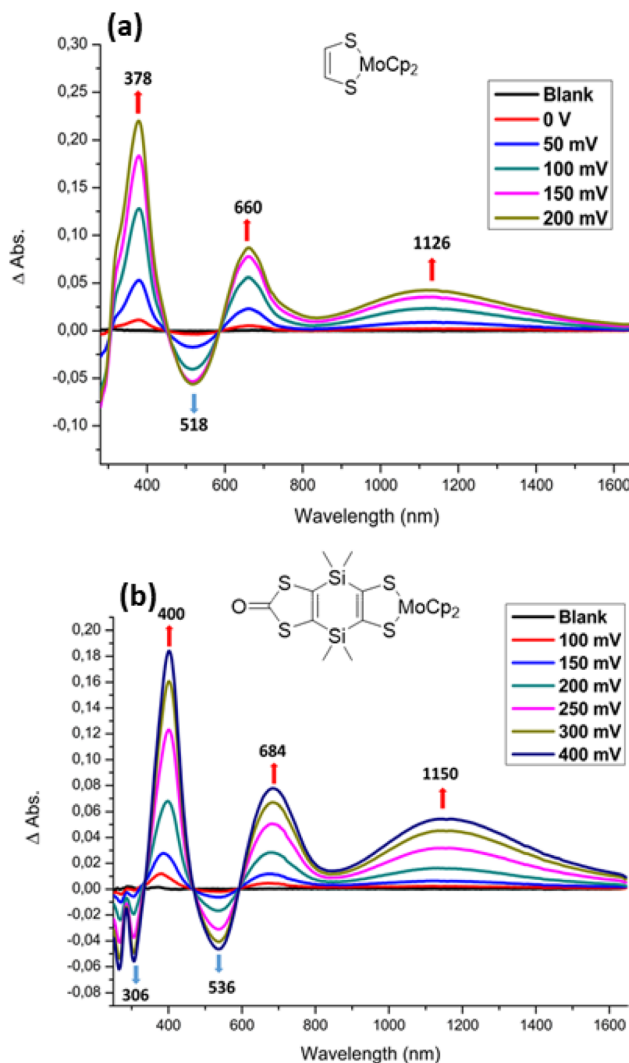 (a)
S
MoCp2
S
378
660
1126
518
Blank
0 V
50 mV
100 mV
150 mV
200 mV
0,30
0,25
0,20
0,15
0,10
0,05
0,00
-0,05
-0,10
Δ Abs.
400 600 800 1000 1200 1400 1600
Wavelength (nm)
(b)
Si
S S
O MoCp2
S S
Si
400
684
1150
306
536
Blank
100 mV
150 mV
200 mV
250 mV
300 mV
400 mV
0,20
0,18
0,16
0,14
0,12
0,10
0,08
0,06
0,04
0,02
0,00
-0,02
-0,04
-0,06
-0,08
Δ Abs.
400 600 800 1000 1200 1400 1600
Wavelength (nm)